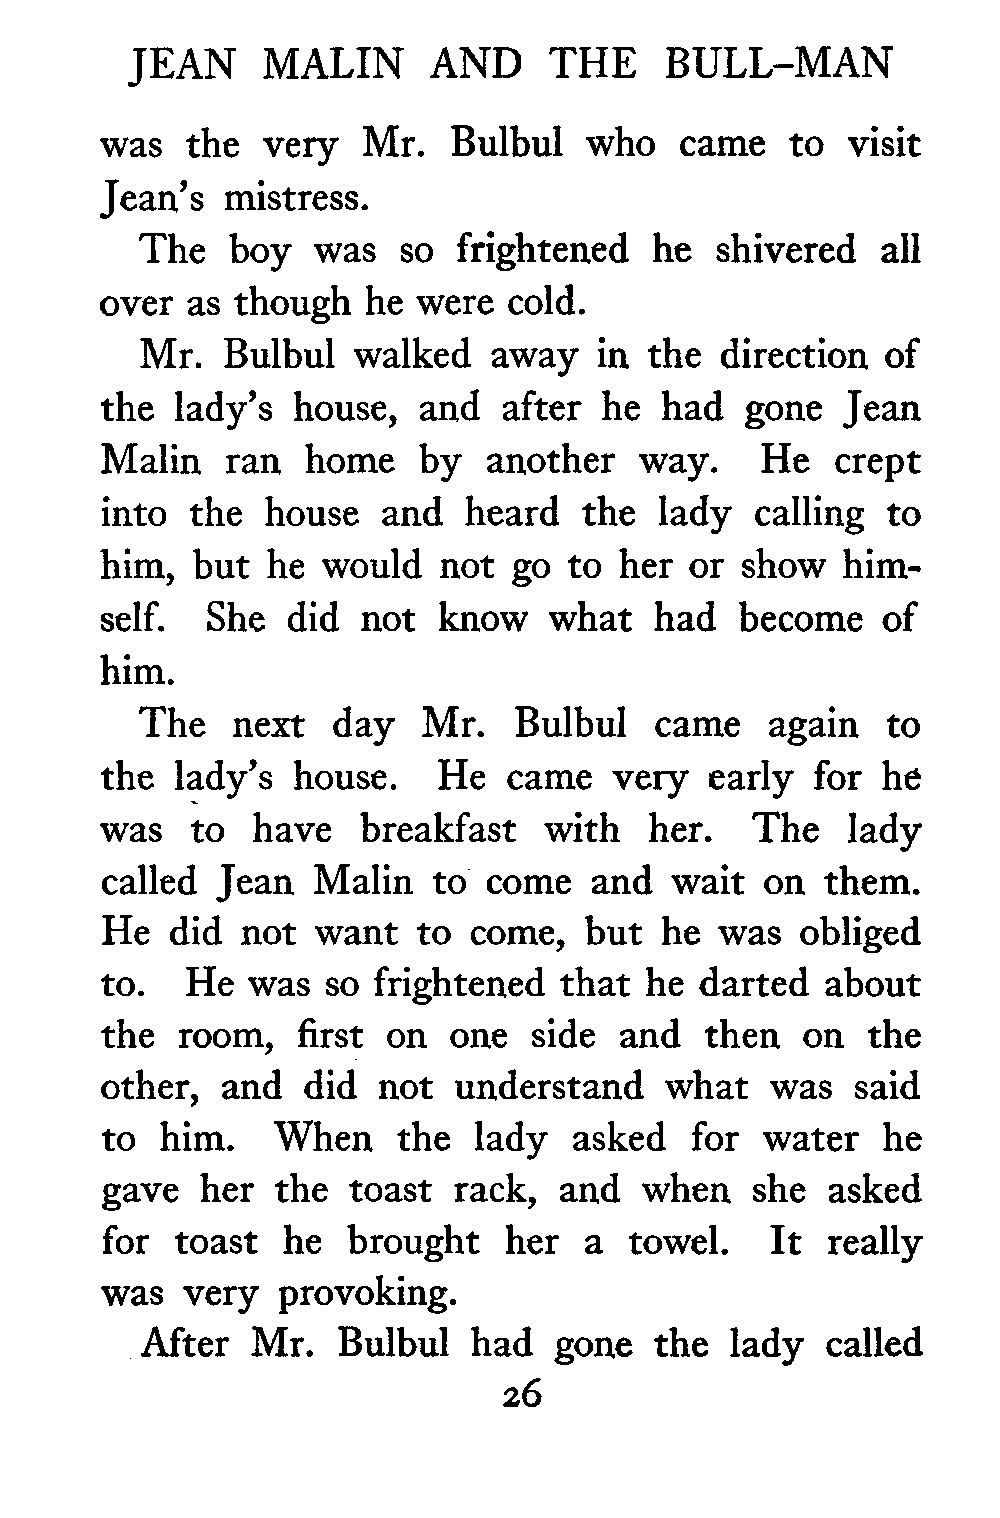 JEAN MALIN AND THE BULL-MAN
was the very Mr. Bulbul who came to visit
Jean's mistress.
The boy was so frightened he shivered all
over as though he were cold.
Mr. Bulbul walked away in the direction of
the lady's house, and after he had gone Jean
Malin ran home by another way. He crept
into the house and heard the lady calling to
him, but he would not go to her or show him-
self. She did not know what had become of
him.
The next day Mr. Bulbul came again to
the lady's house. He came very early for he
was to have breakfast with her. The lady
called Jean Malin to come and wait on them.
He did not want to come, but he was obliged
to. He was so frightened that he darted about
the room, first on one side and then on the
other, and did not understand what was said
to him. When the lady asked for water he
gave her the toast rack, and when she asked
for toast he brought her a towel. It really
was very provoking.
After Mr. Bulbul had gone the lady called
26